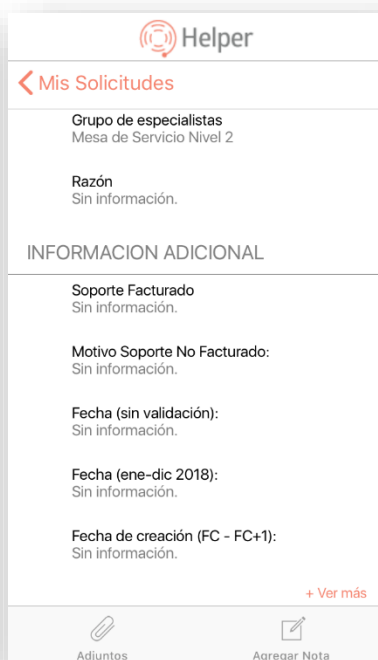 Helper
Mis Solicitudes
Grupo de especialistas
Mesa de Servicio Nivel 2
Razón
Sin información.
INFORMACION ADICIONAL
Soporte Facturado
Sin información.
Motivo Soporte No Facturado:
Sin información.
Fecha (sin validación):
Sin información.
Fecha (ene-dic 2018):
Sin información.
Fecha de creación (FC - FC+1):
Sin información.
+ Ver más
Adjuntos
Agregar Nota